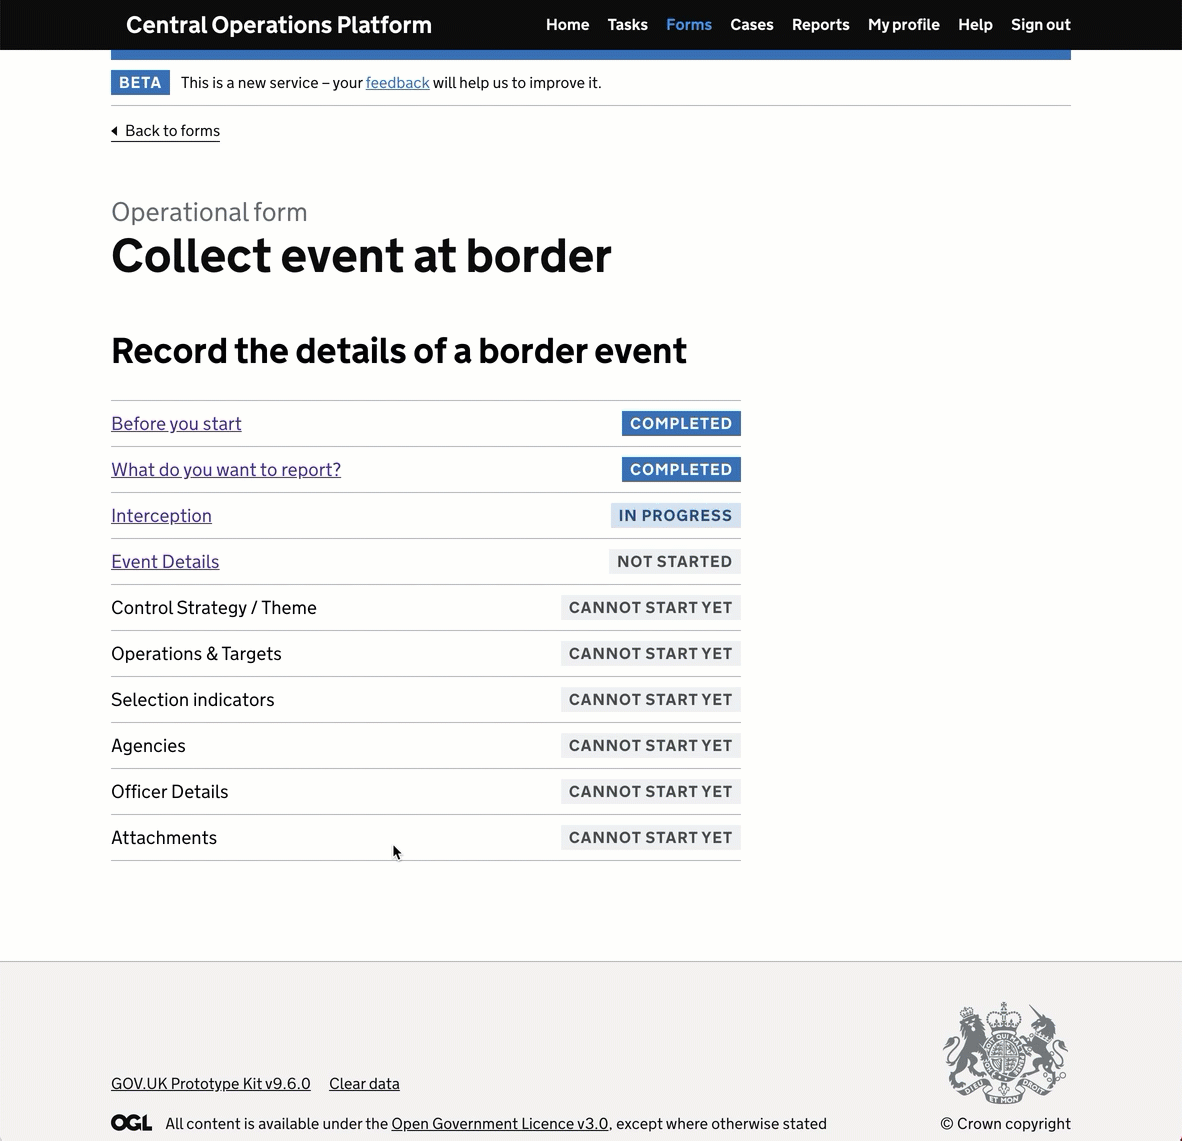 Central Operations Platform Home Tasks Forms Cases Reports My profile Help Sign out
BETA This is a new service – your feedback will help us to improve it.
Back to forms
Operational form
Collect event at border
Record the details of a border event
Before you start COMPLETED
What do you want to report? COMPLETED
Interception IN PROGRESS
Event Details NOT STARTED
Control Strategy / Theme CANNOT START YET
Operations & Targets CANNOT START YET
Selection indicators CANNOT START YET
Agencies CANNOT START YET
Officer Details CANNOT START YET
Attachments CANNOT START YET
GOV.UK Prototype Kit v9.6.0 Clear data
OGL All content is available under the Open Government Licence v3.0, except where otherwise stated
© Crown copyright